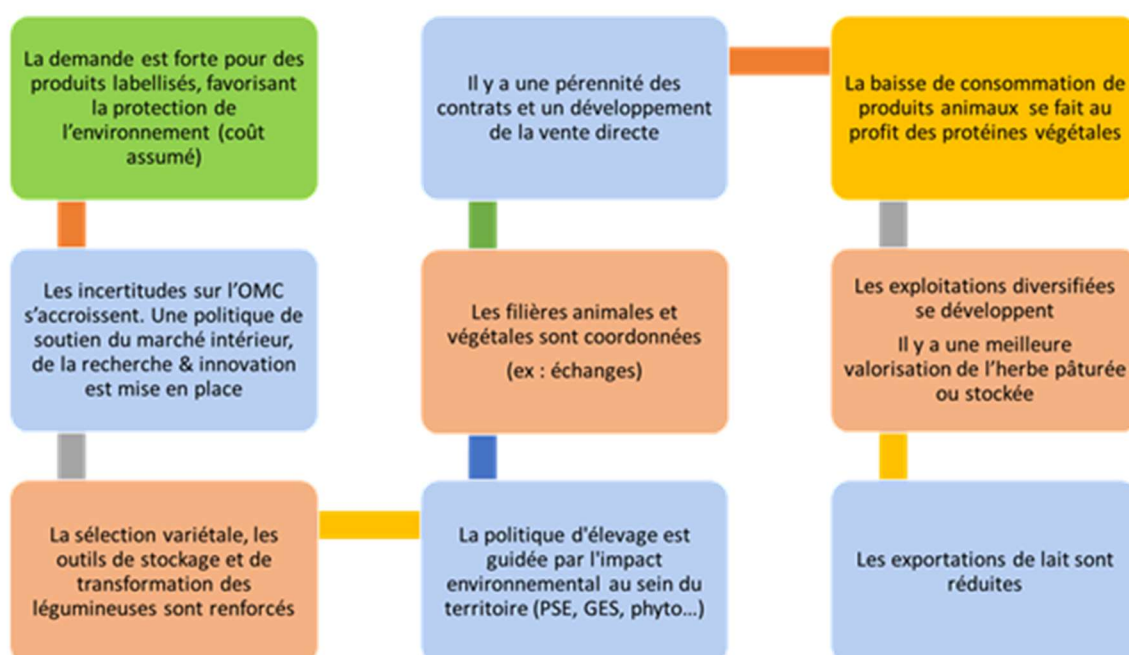 La demande est forte pour des
produits labellisés, favorisant
la protection de
l’environnement (coût
assumé)
Les incertitudes sur l’OMC
s’accroissent. Une politique de
soutien du marché intérieur,
de la recherche & innovation
est mise en place
La sélection variétale, les
outils de stockage et de
transformation des
légumineuses sont renforcés
La politique d'élevage est
guidée par l'impact
environnemental au sein du
territoire (PSE, GES, phyto…)
Les filières animales et
végétales sont coordonnées
(ex : échanges)
Il y a une pérennité des
contrats et un développement
de la vente directe
La baisse de consommation de
produits animaux se fait au
profit des protéines végétales
Les exploitations diversifiées
se développent
Il y a une meilleure
valorisation de l’herbe pâturée
ou stockée
Les exportations de lait sont
réduites